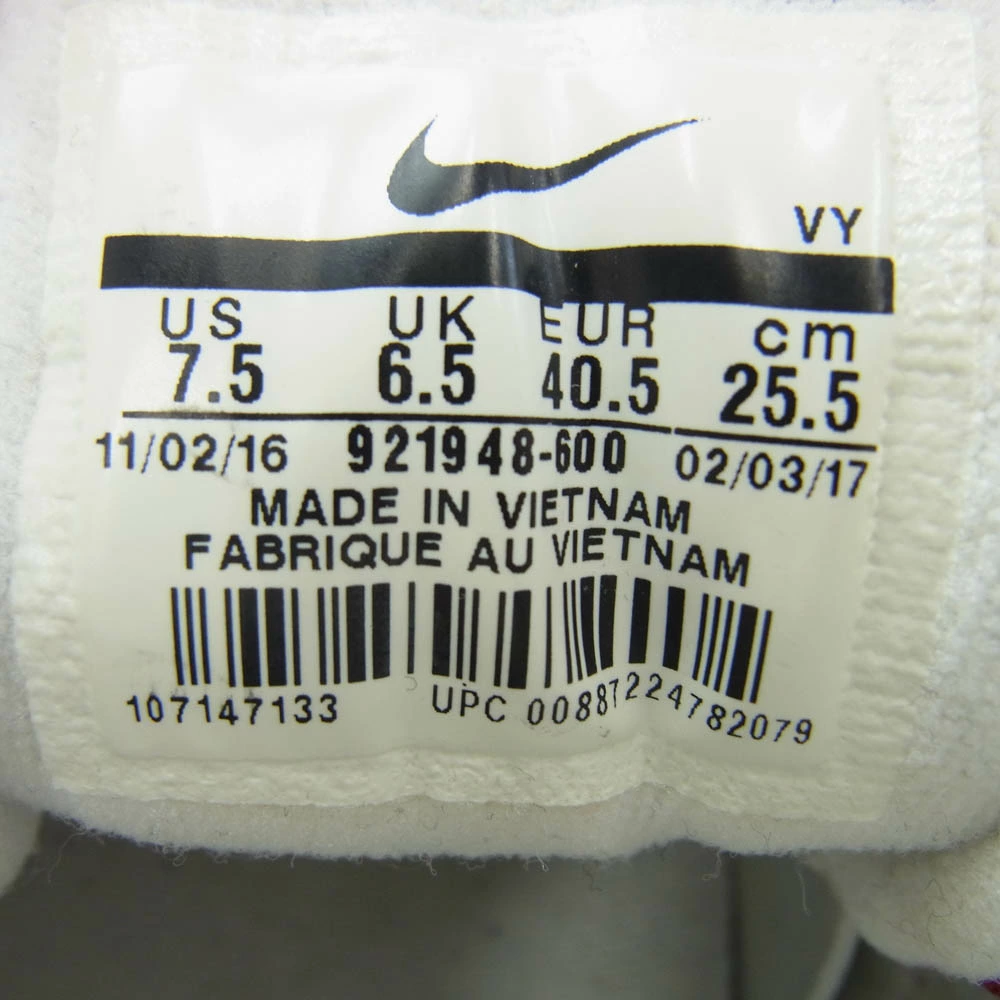 VY
US UK EUR cm
7.5 6.5 40.5 25.5
11/02/16 921948-600 02/03/17
MADE IN VIETNAM
FABRIQUE AU VIETNAM
107147133 UPC 00887224782079